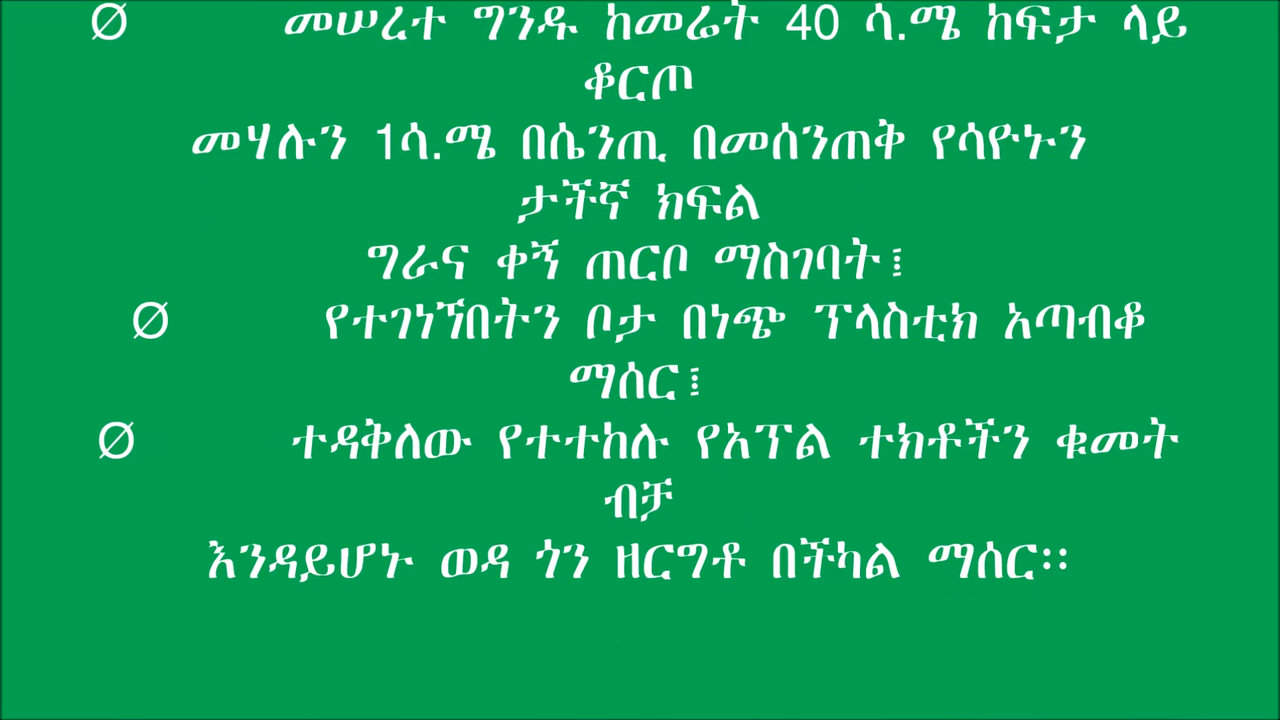 Ø መሠረተ ግንዱ ከመሬት 40 ሳ.ሜ ከፍታ ላይ
ቆርጦ
መሃሉን 1ሳ.ሜ በሴንጢ በመሰንጠቅ የሳዮኑን
ታችኛ ክፍል
ግራና ቀኝ ጠርቦ ማስገባት፤
Ø የተገነኘበትን ቦታ በነጭ ፕላስቲክ አጣብቆ
ማሰር፤
Ø ተዳቅለው የተተከሉ የአፕል ተክቶችን ቁመት
ብቻ
እንዳይሆኑ ወዳ ጎን ዘርግቶ በችካል ማሰር፡፡